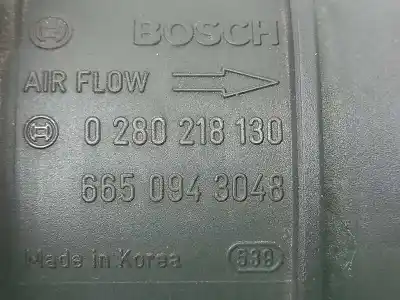 BOSCH
AIR FLOW
0 280 218 130
665 094 3048
Made in Korea 538